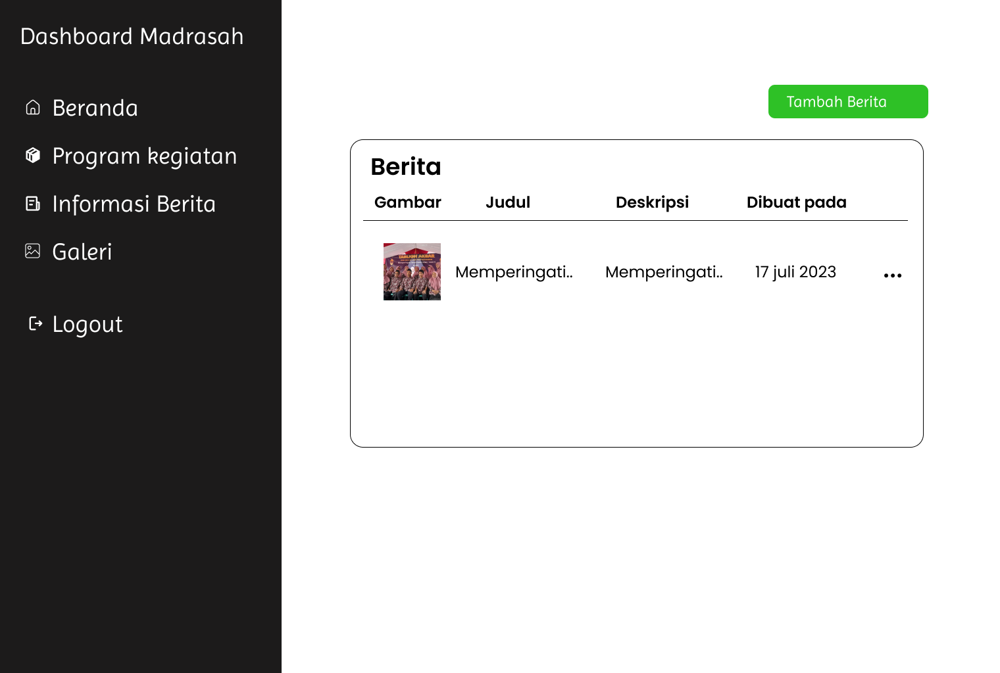 Dashboard Madrasah
Beranda
Program kegiatan
Informasi Berita
Galeri
Logout
Tambah Berita
Berita
Gambar Judul Deskripsi Dibuat pada
Memperingati.. Memperingati.. 17 juli 2023 ...